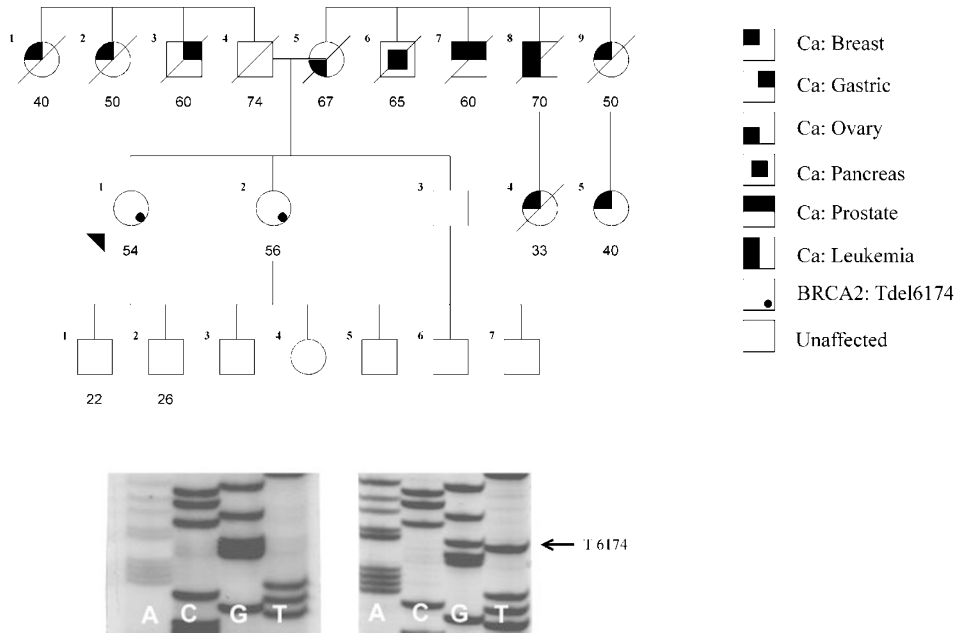 1 2 3 4 5 6 7 8 9
40 50 60 74 67 65 60 70 50
1 2 3 4 5
54 56 33 40
1 2 3 4 5 6 7
22 26
Ca: Breast
Ca: Gastric
Ca: Ovary
Ca: Pancreas
Ca: Prostate
Ca: Leukemia
BRCA2: Tdel6174
Unaffected
T 6174
A C G T A C G T